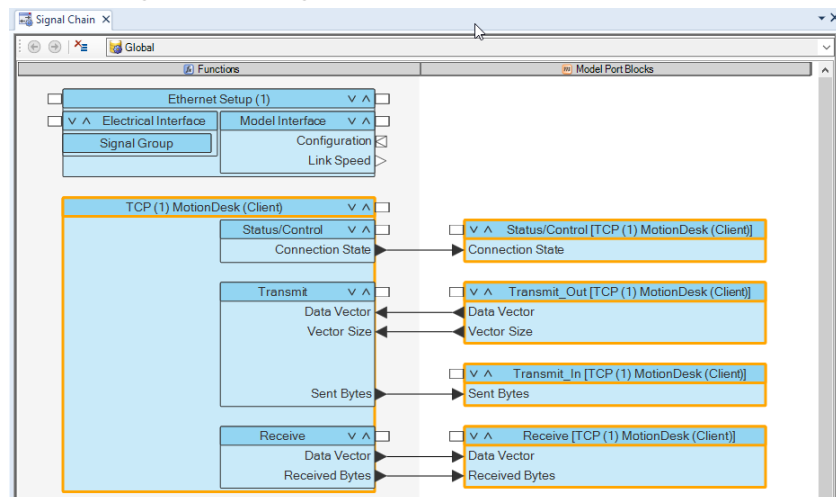 Signal Chain
Global
Functions
Model Port Blocks
Ethernet Setup (1)
Electrical Interface
Model Interface
Signal Group
Configuration
Link Speed
TCP (1) MotionDesk (Client)
Status/Control
Status/Control [TCP (1) MotionDesk (Client)]
Connection State
Connection State
Transmit
Transmit_Out [TCP (1) MotionDesk (Client)]
Data Vector
Data Vector
Vector Size
Vector Size
Transmit_In [TCP (1) MotionDesk (Client)]
Sent Bytes
Sent Bytes
Receive
Receive [TCP (1) MotionDesk (Client)]
Data Vector
Data Vector
Received Bytes
Received Bytes